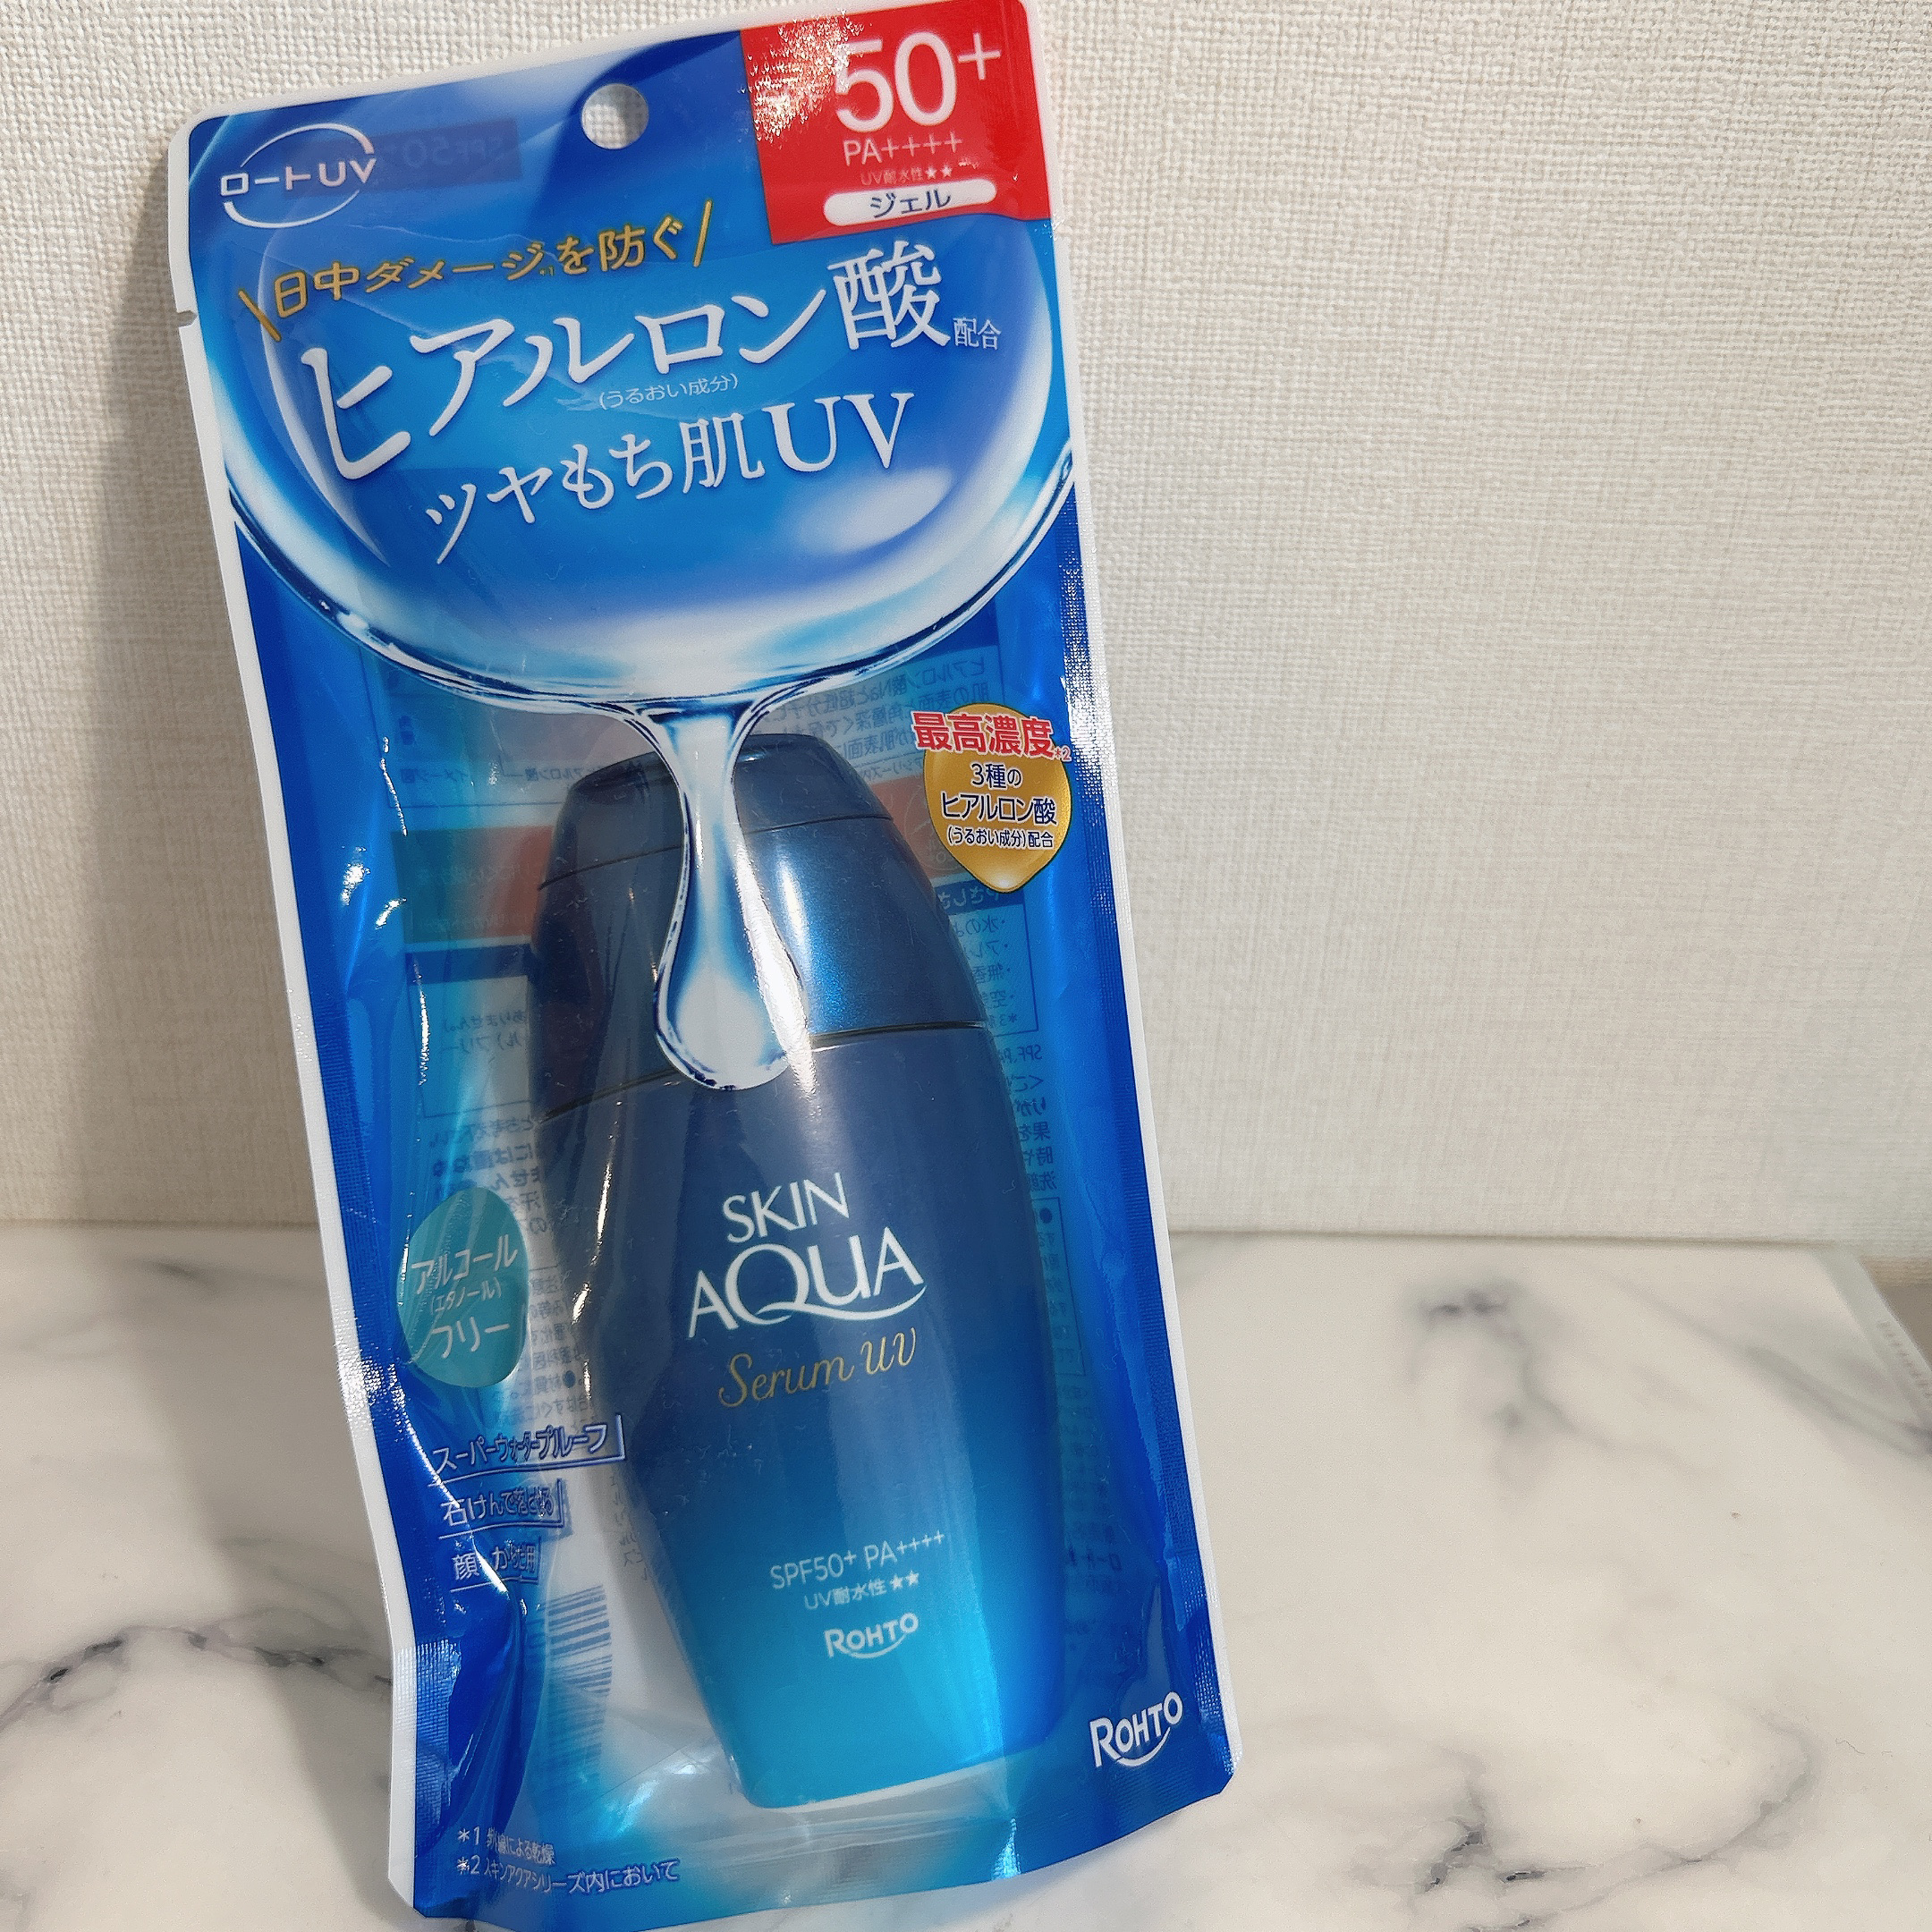 ロートUV
50+
PA++++
UV耐水性★★
ジェル
日中ダメージ*1を防ぐ
ヒアルロン酸配合
(うるおい成分)
ツヤもち肌UV
最高濃度*2
3種の
ヒアルロン酸
(うるおい成分)配合
SKIN
AQUA
Serum UV
アルコール
(エタノール)
フリー
スーパーウォータープルーフ
石けんで落とせる
顔・からだ用
SPF50+ PA++++
UV耐水性★★
ROHTO
ROHTO
*1 紫外線による乾燥
*2 スキンアクアシリーズ内において